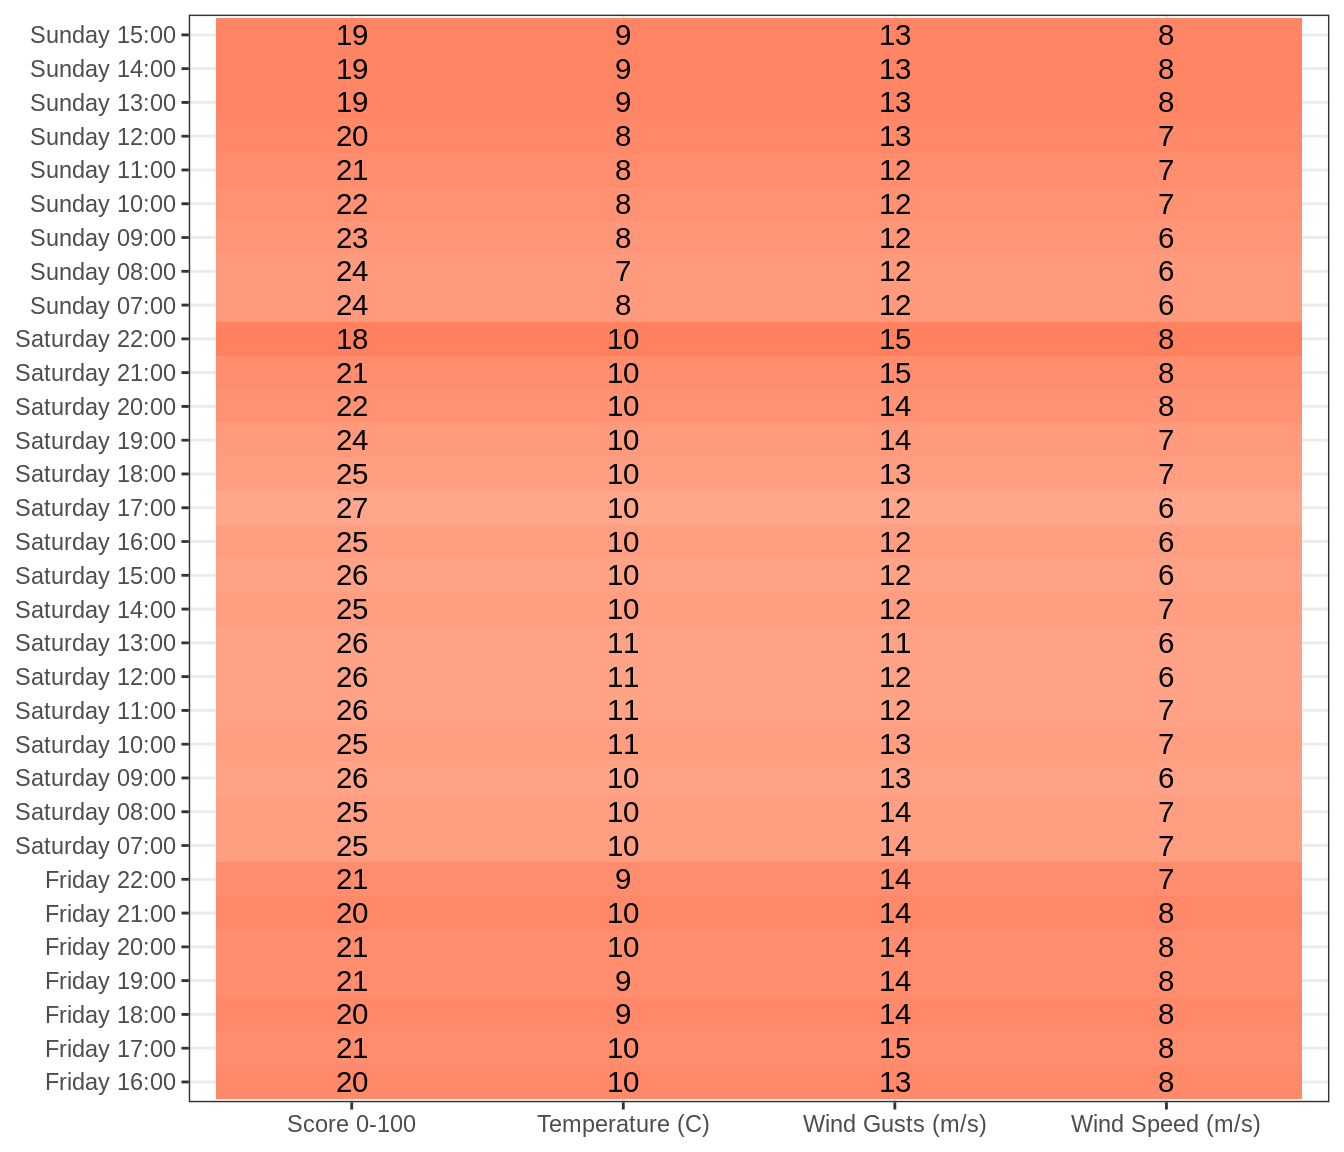 Sunday 15:00 19 9 13 8
Sunday 14:00 19 9 13 8
Sunday 13:00 19 9 13 8
Sunday 12:00 20 8 13 7
Sunday 11:00 21 8 12 7
Sunday 10:00 22 8 12 7
Sunday 09:00 23 8 12 6
Sunday 08:00 24 7 12 6
Sunday 07:00 24 8 12 6
Saturday 22:00 18 10 15 8
Saturday 21:00 21 10 15 8
Saturday 20:00 22 10 14 8
Saturday 19:00 24 10 14 7
Saturday 18:00 25 10 13 7
Saturday 17:00 27 10 12 6
Saturday 16:00 25 10 12 6
Saturday 15:00 26 10 12 6
Saturday 14:00 25 10 12 7
Saturday 13:00 26 11 11 6
Saturday 12:00 26 11 12 6
Saturday 11:00 26 11 12 7
Saturday 10:00 25 11 13 7
Saturday 09:00 26 10 13 6
Saturday 08:00 25 10 14 7
Saturday 07:00 25 10 14 7
Friday 22:00 21 9 14 7
Friday 21:00 20 10 14 8
Friday 20:00 21 10 14 8
Friday 19:00 21 9 14 8
Friday 18:00 20 9 14 8
Friday 17:00 21 10 15 8
Friday 16:00 20 10 13 8
Score 0-100 Temperature (C) Wind Gusts (m/s) Wind Speed (m/s)